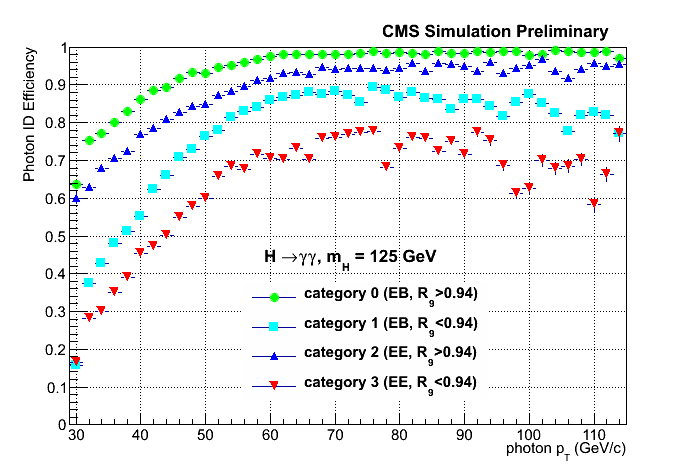 CMS Simulation Preliminary
Photon ID Efficiency
1
0.9
0.8
0.7
0.6
0.5
0.4
0.3
0.2
0.1
0
H →γγ, m_H = 125 GeV
category 0 (EB, R_9>0.94)
category 1 (EB, R_9<0.94)
category 2 (EE, R_9>0.94)
category 3 (EE, R_9<0.94)
30 40 50 60 70 80 90 100 110
photon p_T (GeV/c)